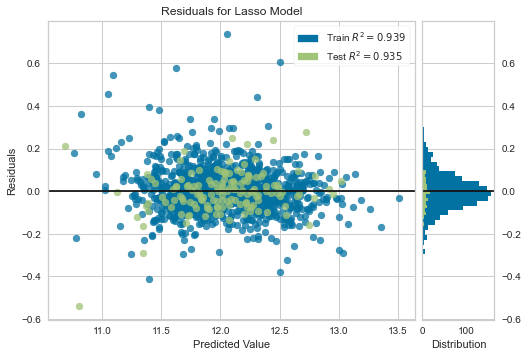 Residuals for Lasso Model
Train R² = 0.939
Test R² = 0.935
Residuals
0.6
0.4
0.2
0.0
−0.2
−0.4
−0.6
11.0 11.5 12.0 12.5 13.0 13.5
Predicted Value
0.6
0.4
0.2
0.0
−0.2
−0.4
−0.6
0 100
Distribution